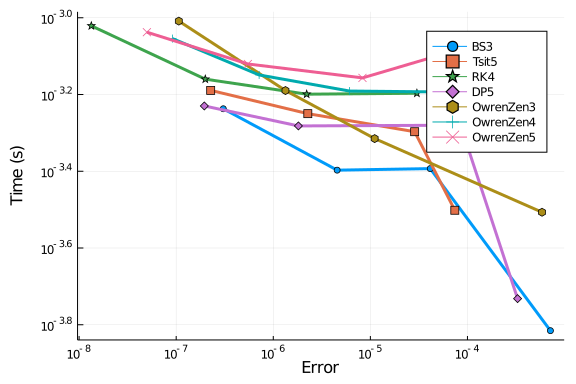 10^-3.0
10^-3.2
10^-3.4
10^-3.6
10^-3.8
Time (s)
BS3
Tsit5
RK4
DP5
OwrenZen3
OwrenZen4
OwrenZen5
10^-8
10^-7
10^-6
10^-5
10^-4
Error